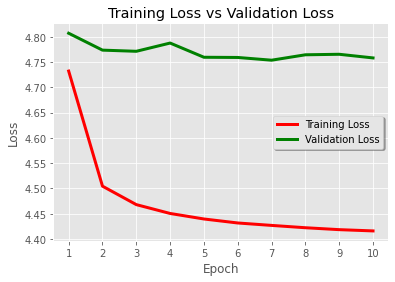 Training Loss vs Validation Loss
4.80
4.75
4.70
4.65
4.60
4.55
4.50
4.45
4.40
Loss
Training Loss
Validation Loss
1 2 3 4 5 6 7 8 9 10
Epoch